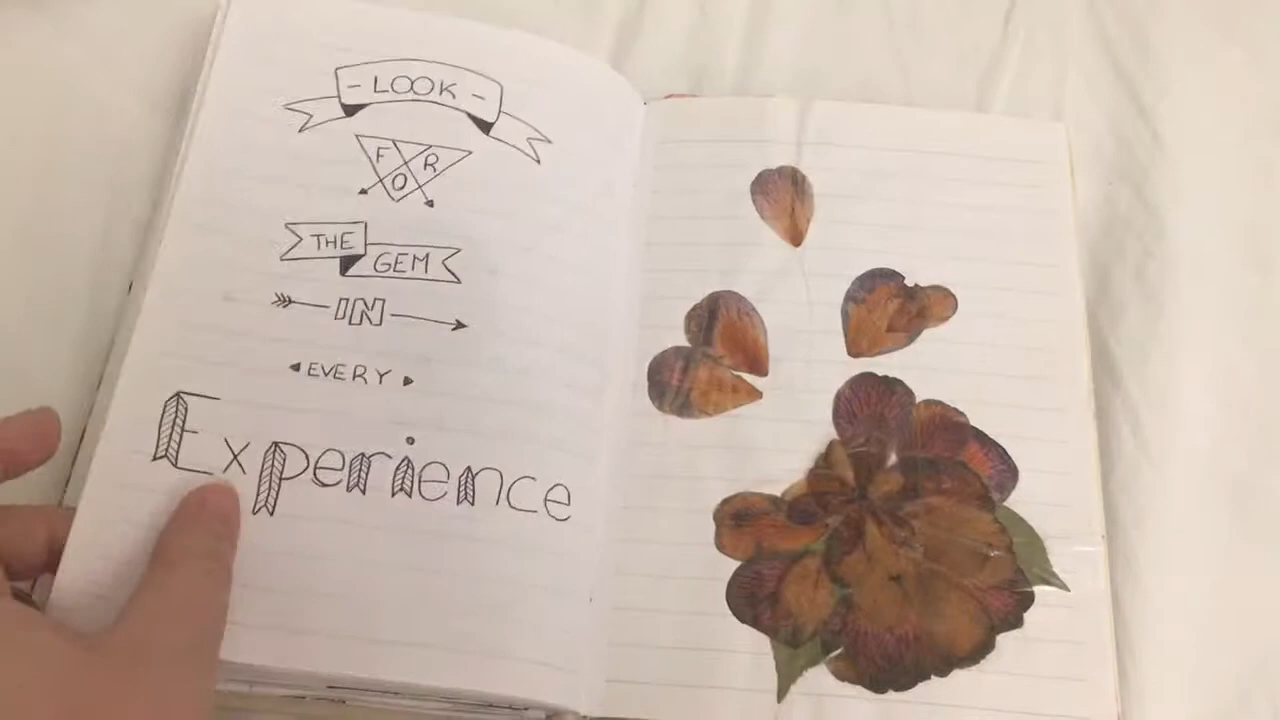 - LOOK -
FOR
THE
GEM
IN
EVERY
Experience